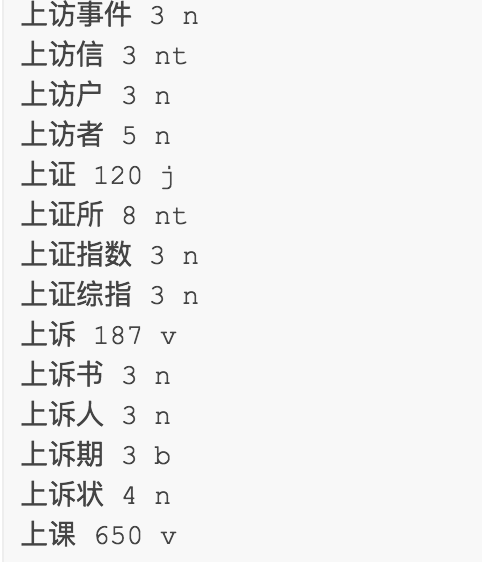 上访事件 3 n
上访信 3 nt
上访户 3 n
上访者 5 n
上证 120 j
上证所 8 nt
上证指数 3 n
上证综指 3 n
上诉 187 v
上诉书 3 n
上诉人 3 n
上诉期 3 b
上诉状 4 n
上课 650 v